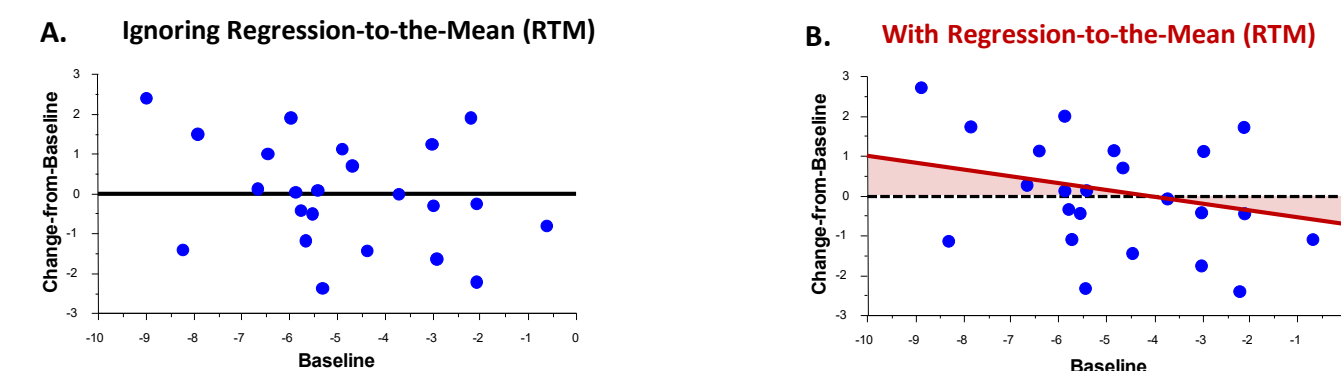 A. Ignoring Regression-to-the-Mean (RTM)
3
2
1
0
-1
-2
-3
Change-from-Baseline
-10 -9 -8 -7 -6 -5 -4 -3 -2 -1 0
Baseline
B. With Regression-to-the-Mean (RTM)
3
2
1
0
-1
-2
-3
Change-from-Baseline
-10 -9 -8 -7 -6 -5 -4 -3 -2 -1
Baseline